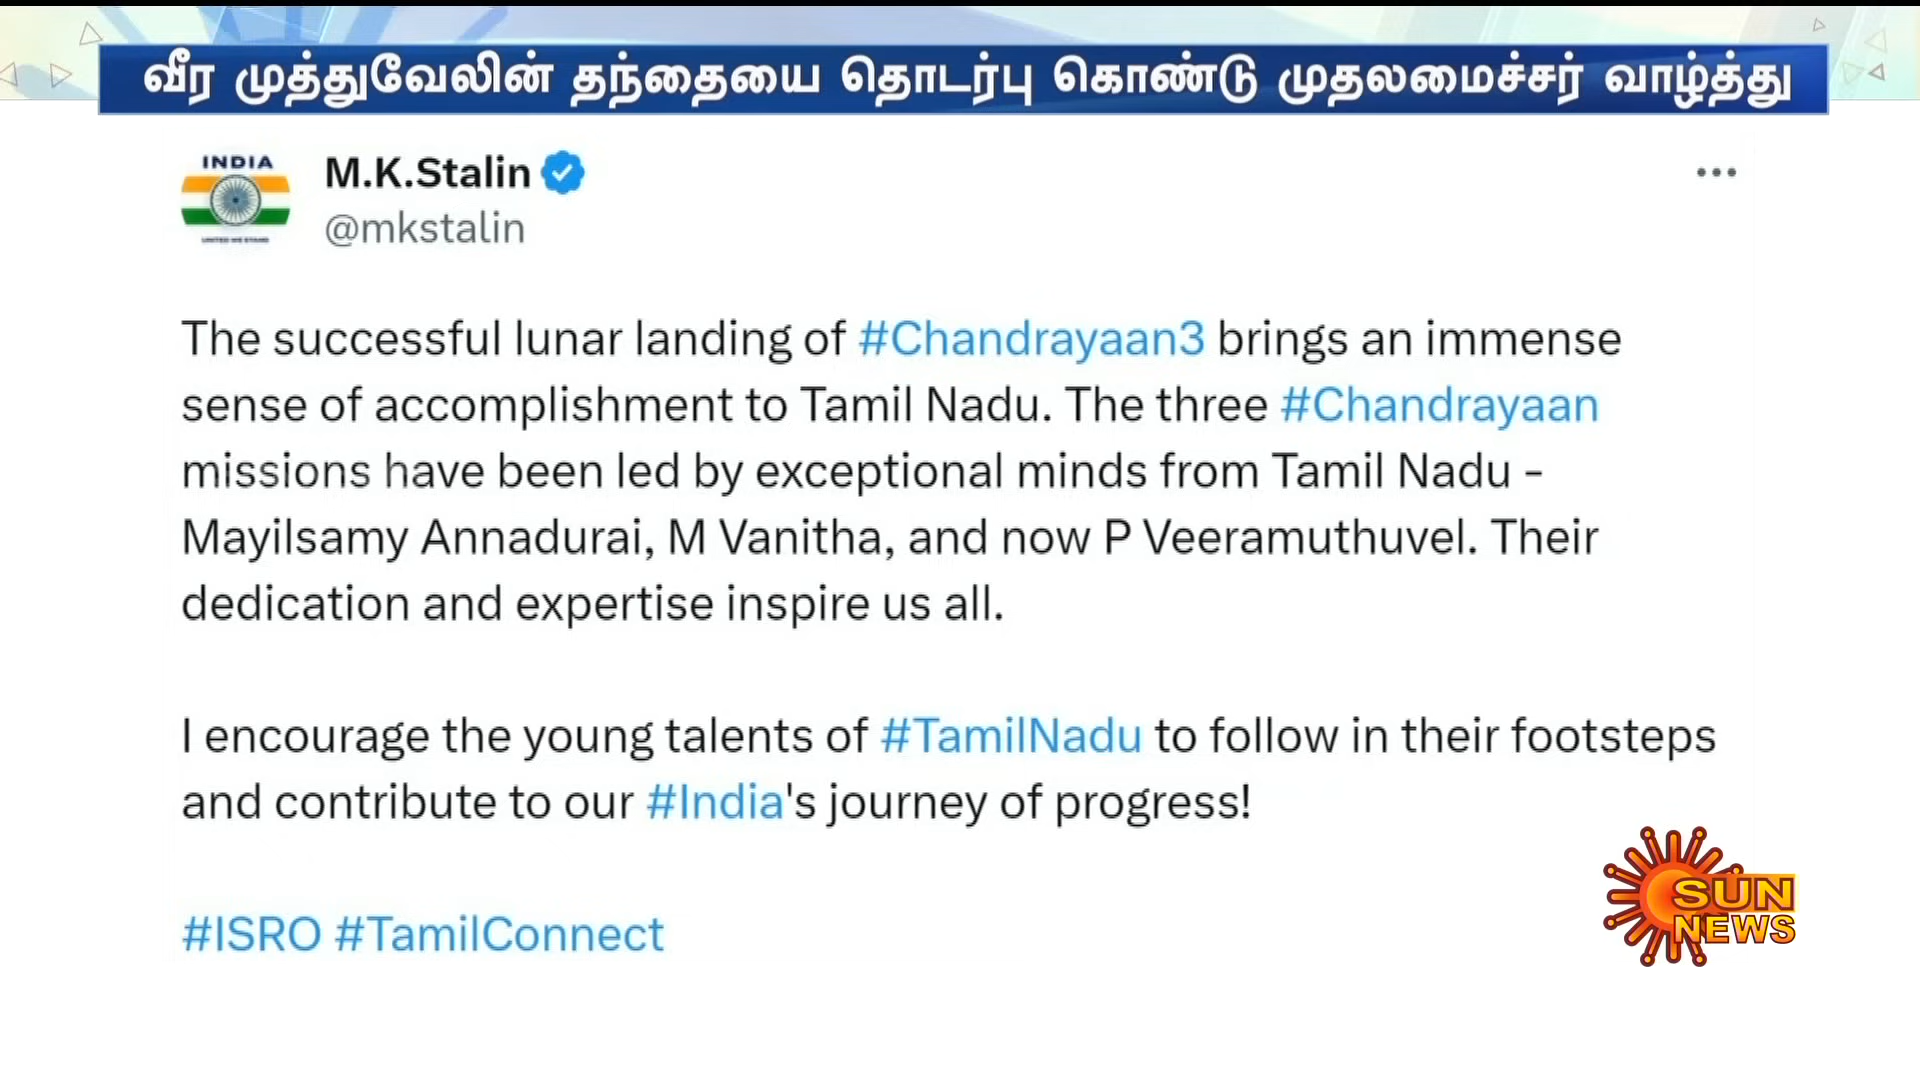 வீர முத்துவேலின் தந்தையை தொடர்பு கொண்டு முதலமைச்சர் வாழ்த்து
INDIA
UNITED WE STAND
M.K.Stalin
@mkstalin
The successful lunar landing of #Chandrayaan3 brings an immense
sense of accomplishment to Tamil Nadu. The three #Chandrayaan
missions have been led by exceptional minds from Tamil Nadu -
Mayilsamy Annadurai, M Vanitha, and now P Veeramuthuvel. Their
dedication and expertise inspire us all.
I encourage the young talents of #TamilNadu to follow in their footsteps
and contribute to our #India's journey of progress!
#ISRO #TamilConnect
SUN
NEWS